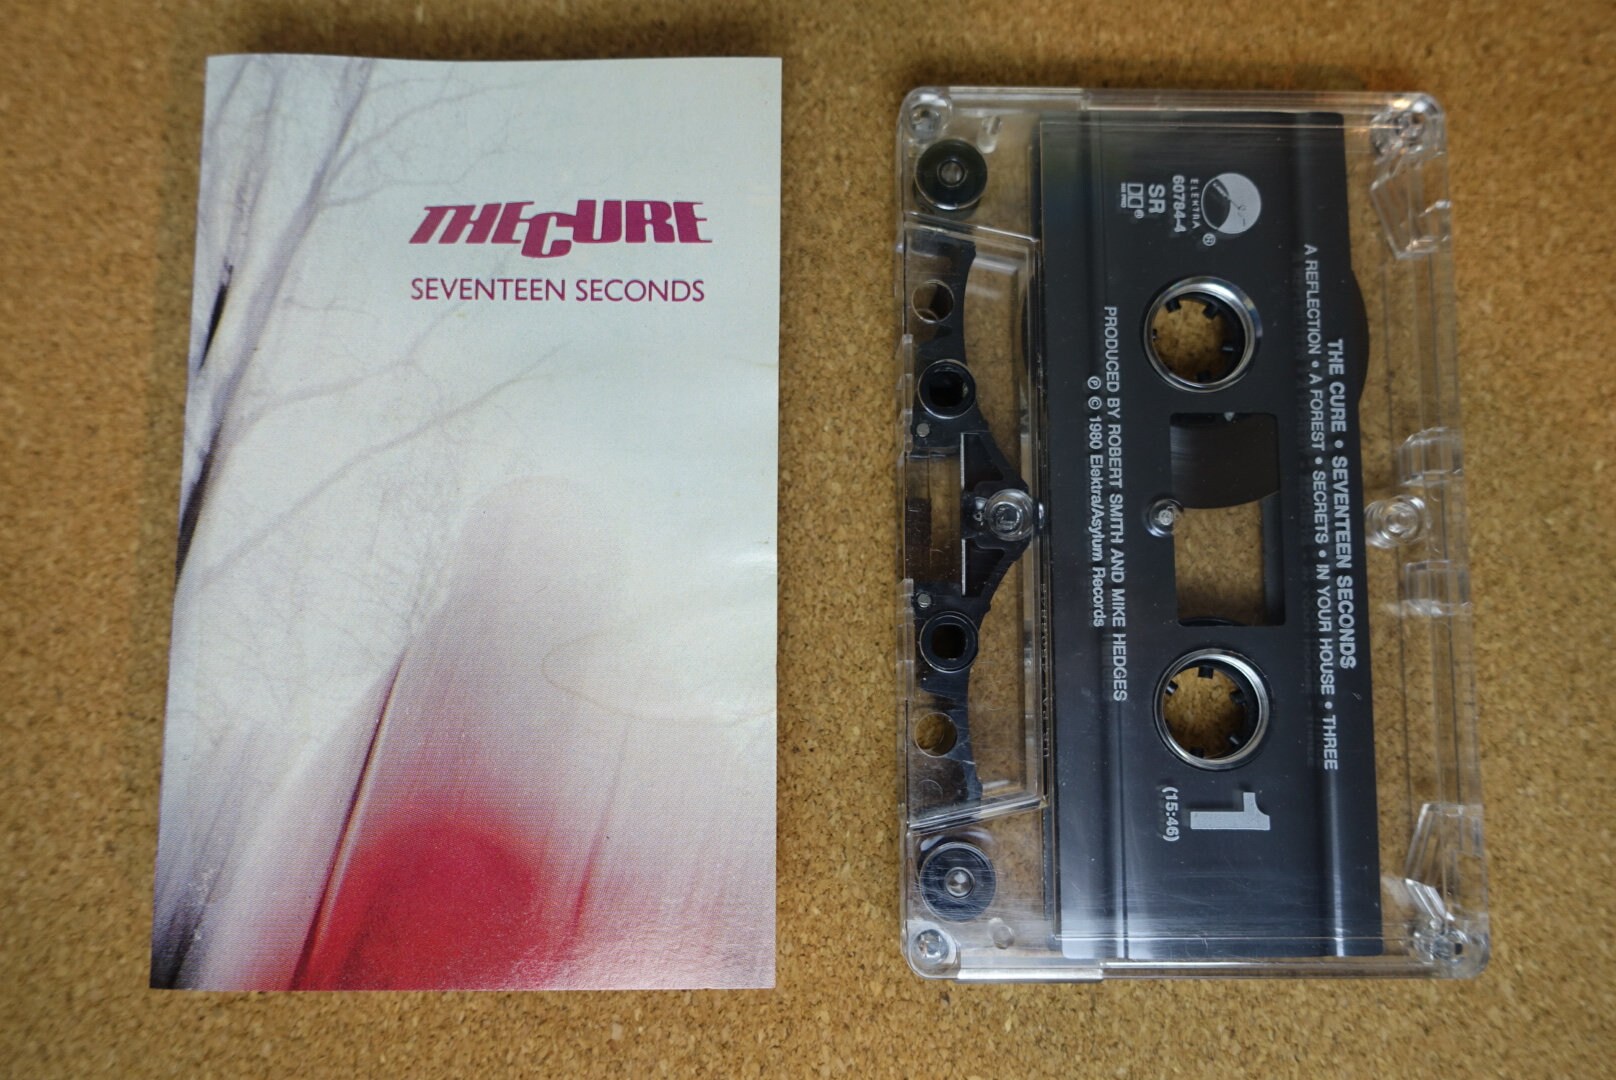 THE CURE
SEVENTEEN SECONDS
THE CURE • SEVENTEEN SECONDS
A REFLECTION • A FOREST • SECRETS • IN YOUR HOUSE • THREE
ELEKTRA
60784-4
SR
1
(15:46)
PRODUCED BY ROBERT SMITH AND MIKE HEDGES
℗ © 1980 Elektra/Asylum Records